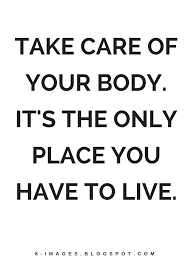 TAKE CARE OF
YOUR BODY.
IT'S THE ONLY
PLACE YOU
HAVE TO LIVE.
8-IMAGES.BLOGSPOT.COM